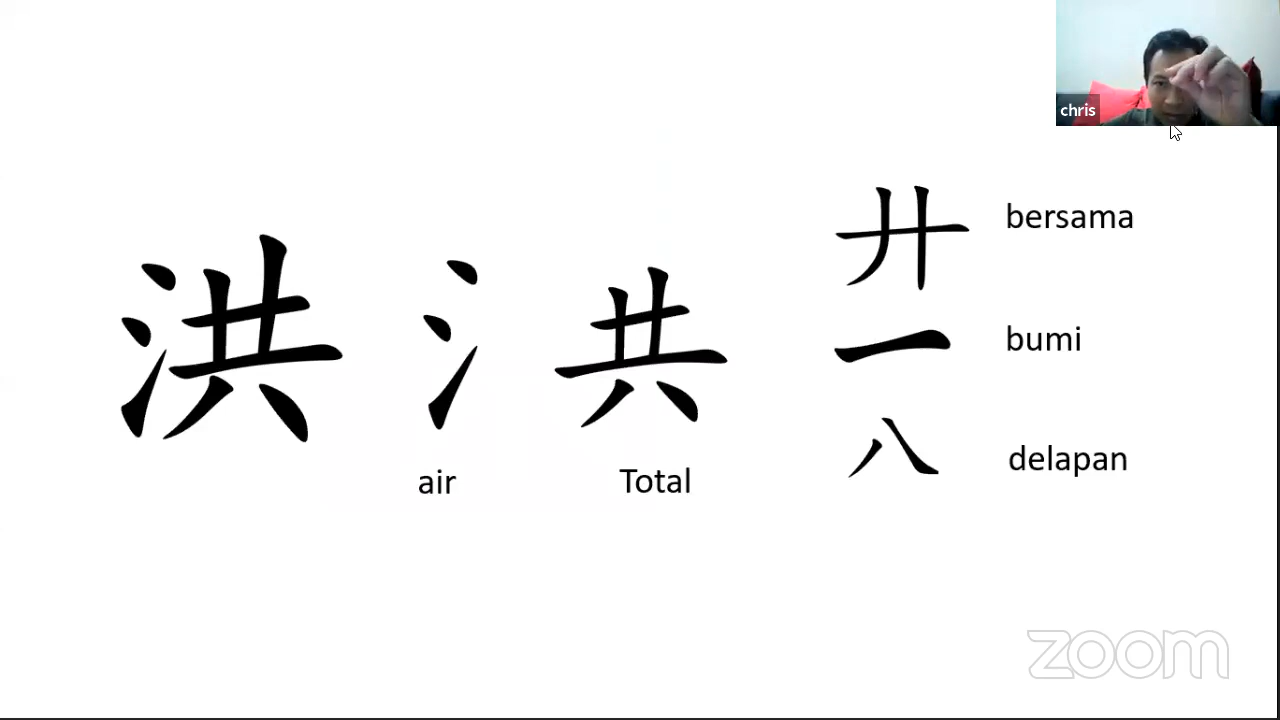 chris
洪 氵 共
air Total
廾 bersama
一 bumi
八 delapan
zoom